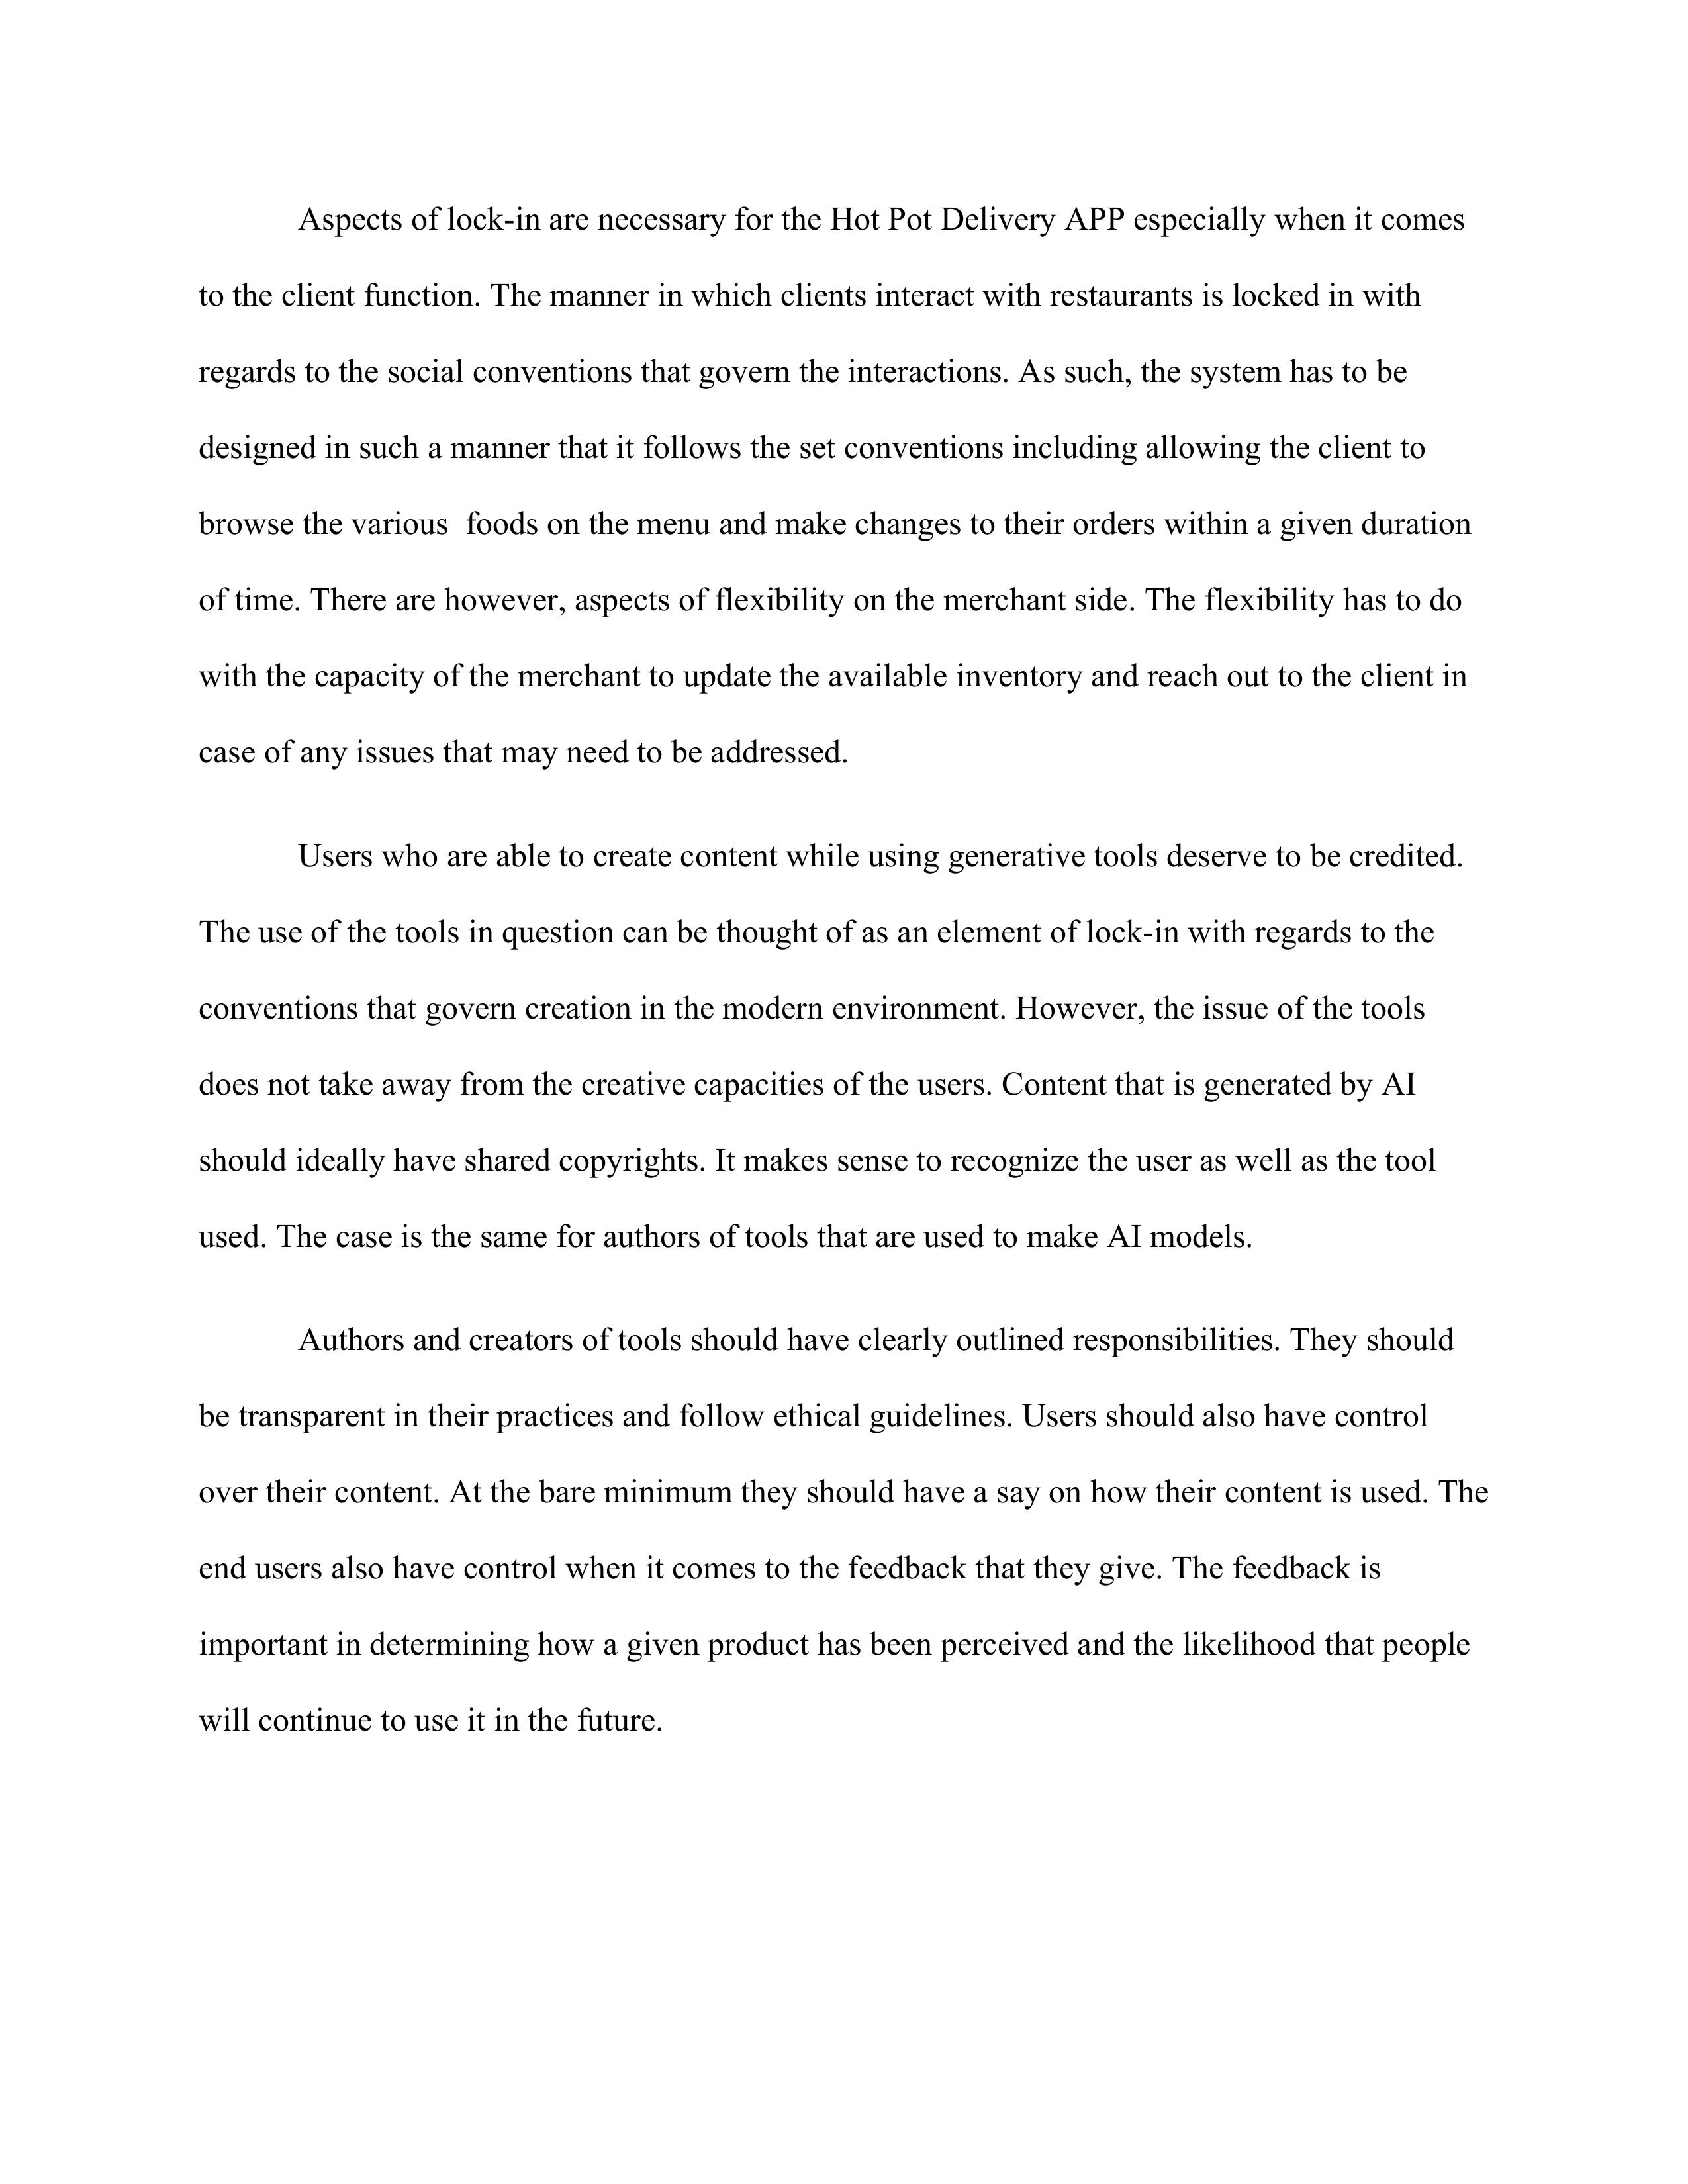 Aspects of lock-in are necessary for the Hot Pot Delivery APP especially when it comes
to the client function. The manner in which clients interact with restaurants is locked in with
regards to the social conventions that govern the interactions. As such, the system has to be
designed in such a manner that it follows the set conventions including allowing the client to
browse the various  foods on the menu and make changes to their orders within a given duration
of time. There are however, aspects of flexibility on the merchant side. The flexibility has to do
with the capacity of the merchant to update the available inventory and reach out to the client in
case of any issues that may need to be addressed.
Users who are able to create content while using generative tools deserve to be credited.
The use of the tools in question can be thought of as an element of lock-in with regards to the
conventions that govern creation in the modern environment. However, the issue of the tools
does not take away from the creative capacities of the users. Content that is generated by AI
should ideally have shared copyrights. It makes sense to recognize the user as well as the tool
used. The case is the same for authors of tools that are used to make AI models.
Authors and creators of tools should have clearly outlined responsibilities. They should
be transparent in their practices and follow ethical guidelines. Users should also have control
over their content. At the bare minimum they should have a say on how their content is used. The
end users also have control when it comes to the feedback that they give. The feedback is
important in determining how a given product has been perceived and the likelihood that people
will continue to use it in the future.